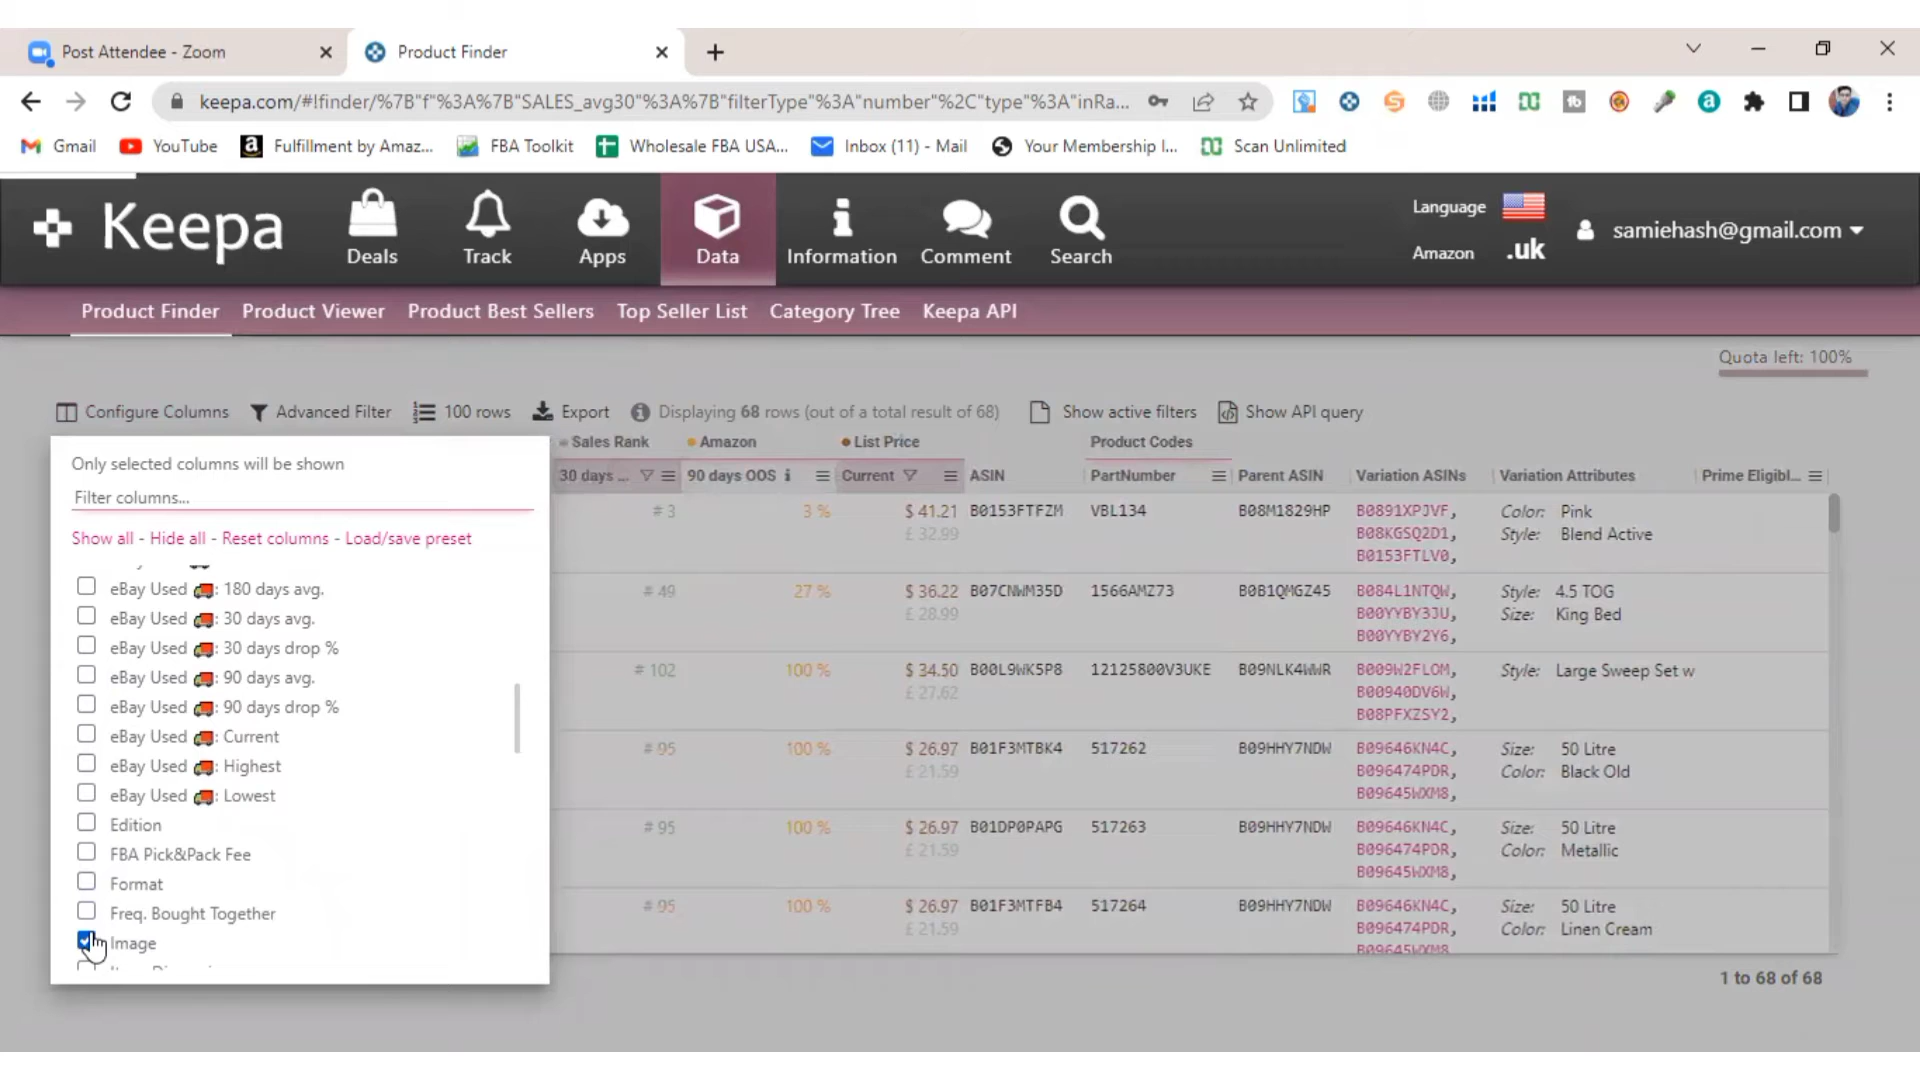 Post Attendee - Zoom
Product Finder
keepa.com/#!finder/%7B"f"%3A%7B"SALES_avg30"%3A%7B"filterType"%3A"number"%2C"type"%3A"inRa...
Gmail
YouTube
Fulfillment by Amaz...
FBA Toolkit
Wholesale FBA USA...
Inbox (11) - Mail
Your Membership I...
Scan Unlimited
Keepa
Deals
Track
Apps
Data
Information
Comment
Search
Language
Amazon .uk
samiehash@gmail.com
Product Finder
Product Viewer
Product Best Sellers
Top Seller List
Category Tree
Keepa API
Quota left: 100%
Configure Columns
Advanced Filter
100 rows
Export
Displaying 68 rows (out of a total result of 68)
Show active filters
Show API query
Only selected columns will be shown
Filter columns...
Show all - Hide all - Reset columns - Load/save preset
eBay Used : 180 days avg.
eBay Used : 30 days avg.
eBay Used : 30 days drop %
eBay Used : 90 days avg.
eBay Used : 90 days drop %
eBay Used : Current
eBay Used : Highest
eBay Used : Lowest
Edition
FBA Pick&Pack Fee
Format
Freq. Bought Together
Image
Sales Rank
Amazon
List Price
Product Codes
30 days ...
90 days OOS
Current
ASIN
PartNumber
Parent ASIN
Variation ASINs
Variation Attributes
Prime Eligibl...
# 3
3 %
$ 41.21
£ 32.99
B0153FTFZM
VBL134
B08M1829HP
B0891XPJVF,
B08KGSQ2D1,
B0153FTLV0,
Color: Pink
Style: Blend Active
# 49
27 %
$ 36.22
£ 28.99
B07CNWM35D
1566AMZ73
B0B1QMGZ45
B084L1NTQW,
B00YYBY3JU,
B00YYBY2Y6,
Style: 4.5 TOG
Size: King Bed
# 102
100 %
$ 34.50
£ 27.62
B00L9WK5P8
12125800V3UKE
B09NLK4WWR
B009W2FLOM,
B00940DV6W,
B08PFXZSY2,
Style: Large Sweep Set w
# 95
100 %
$ 26.97
£ 21.59
B01F3MTBK4
517262
B09HHY7NDW
B09646KN4C,
B096474PDR,
B09645WXM8,
Size: 50 Litre
Color: Black Old
# 95
100 %
$ 26.97
£ 21.59
B01DP0PAPG
517263
B09HHY7NDW
B09646KN4C,
B096474PDR,
B09645WXM8,
Size: 50 Litre
Color: Metallic
# 95
100 %
$ 26.97
£ 21.59
B01F3MTFB4
517264
B09HHY7NDW
B09646KN4C,
B096474PDR,
B09645WXM8
Size: 50 Litre
Color: Linen Cream
1 to 68 of 68